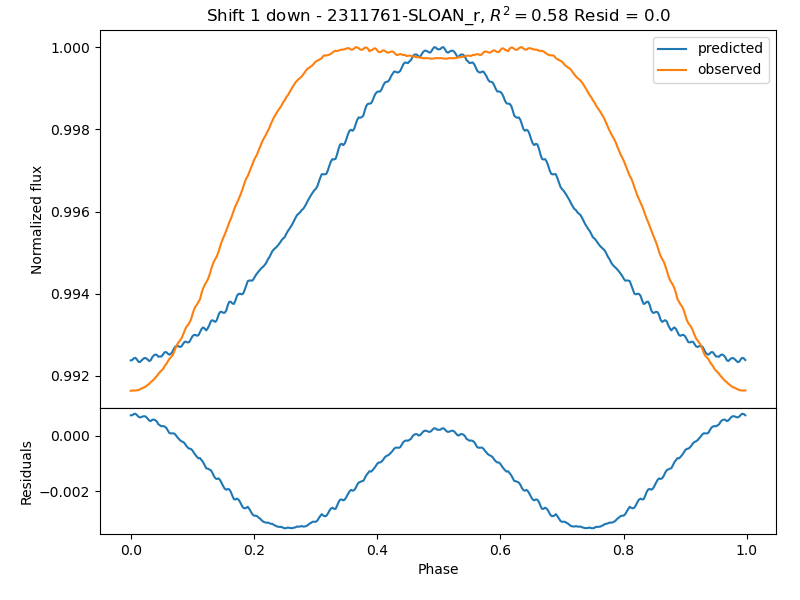 Shift 1 down - 2311761-SLOAN_r, R² = 0.58 Resid = 0.0
predicted
observed
Normalized flux
1.000
0.998
0.996
0.994
0.992
Residuals
0.000
−0.002
0.0
0.2
0.4
0.6
0.8
1.0
Phase